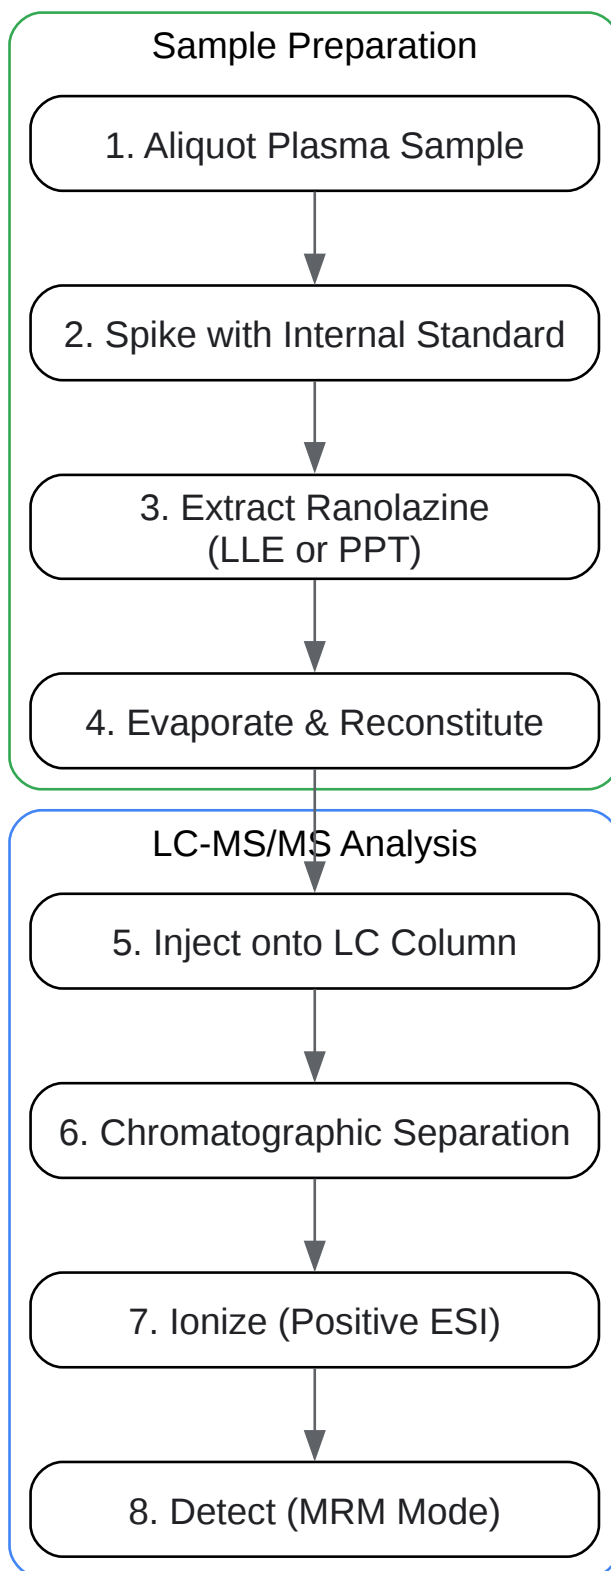 Sample Preparation
1. Aliquot Plasma Sample
2. Spike with Internal Standard
3. Extract Ranolazine
(LLE or PPT)
4. Evaporate & Reconstitute
LC-MS/MS Analysis
5. Inject onto LC Column
6. Chromatographic Separation
7. Ionize (Positive ESI)
8. Detect (MRM Mode)